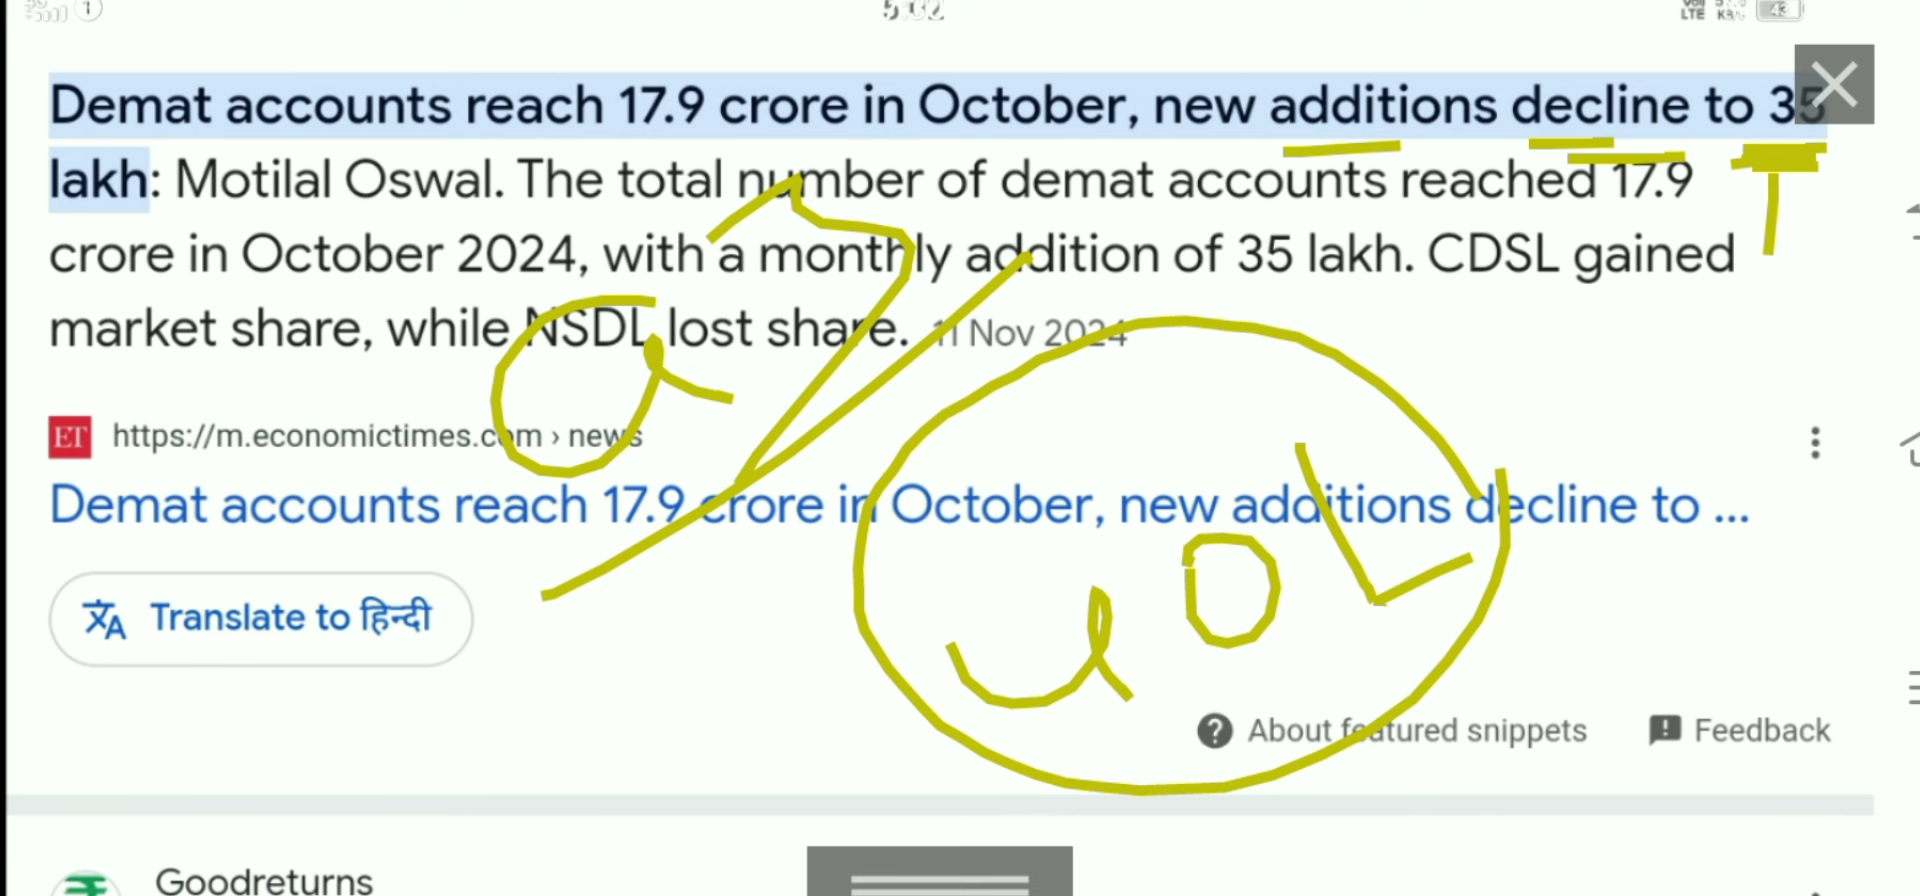 5:32
43
Demat accounts reach 17.9 crore in October, new additions decline to 35
lakh: Motilal Oswal. The total number of demat accounts reached 17.9
crore in October 2024, with a monthly addition of 35 lakh. CDSL gained
market share, while NSDL lost share. 11 Nov 2024
ET https://m.economictimes.com › news
Demat accounts reach 17.9 crore in October, new additions decline to ...
Translate to हिन्दी
About featured snippets Feedback
Goodreturns